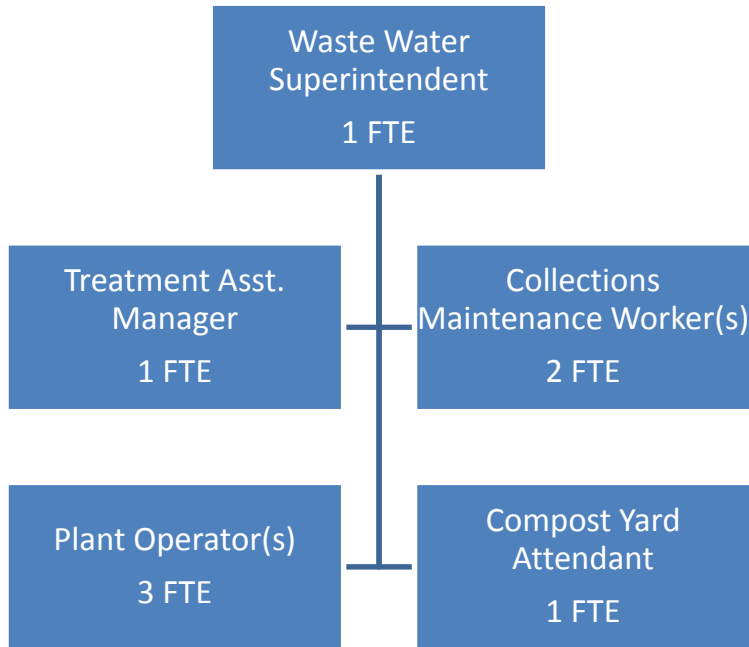 Waste Water
Superintendent
1 FTE
Treatment Asst.
Manager
1 FTE
Collections
Maintenance Worker(s)
2 FTE
Plant Operator(s)
3 FTE
Compost Yard
Attendant
1 FTE